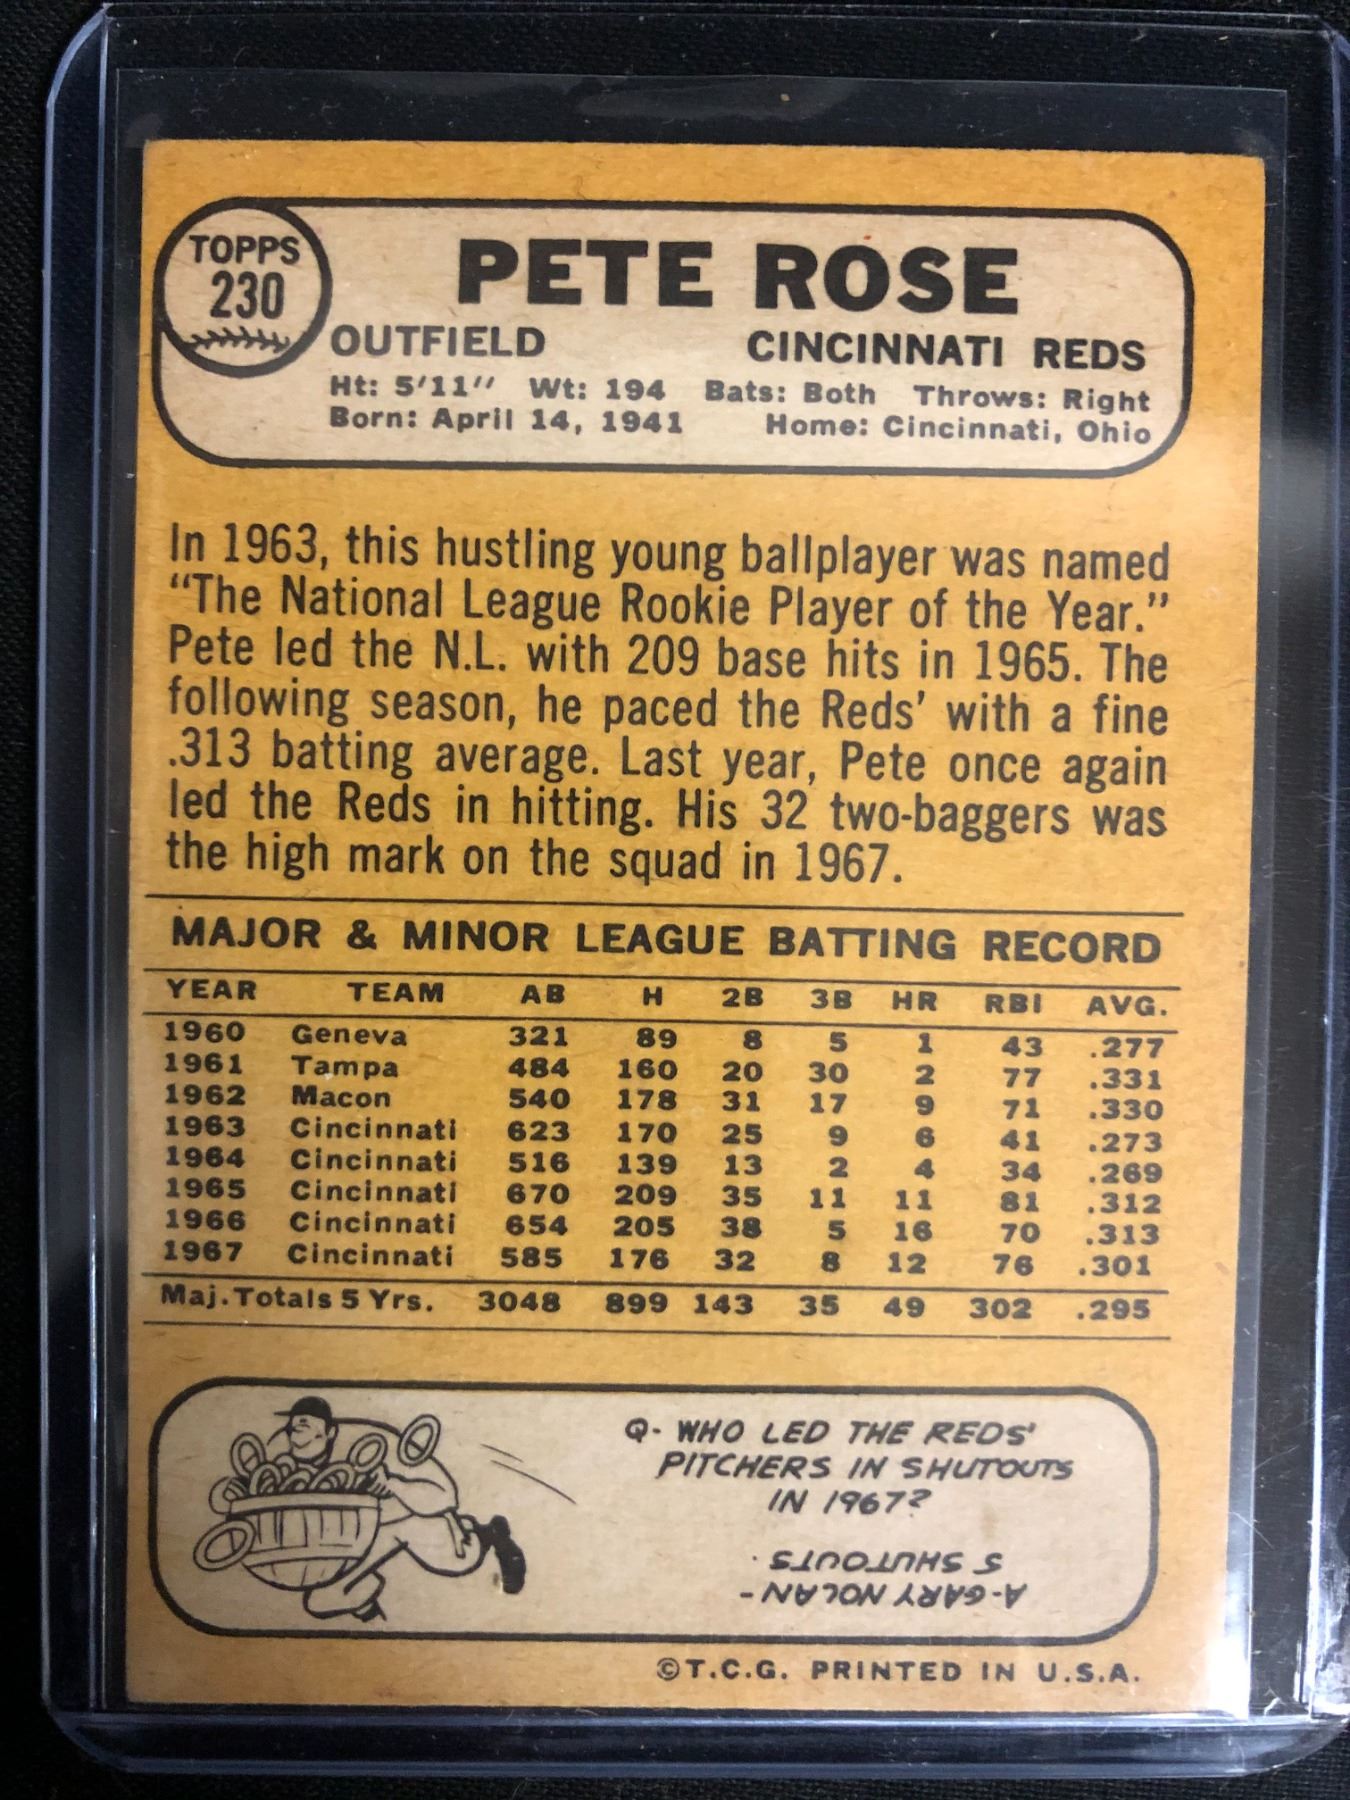 TOPPS
230
PETE ROSE
OUTFIELD CINCINNATI REDS
Ht: 5'11" Wt: 194 Bats: Both Throws: Right
Born: April 14, 1941 Home: Cincinnati, Ohio
In 1963, this hustling young ballplayer was named
“The National League Rookie Player of the Year.”
Pete led the N.L. with 209 base hits in 1965. The
following season, he paced the Reds’ with a fine
.313 batting average. Last year, Pete once again
led the Reds in hitting. His 32 two-baggers was
the high mark on the squad in 1967.
MAJOR & MINOR LEAGUE BATTING RECORD
YEAR TEAM AB H 2B 3B HR RBI AVG.
1960 Geneva 321 89 8 5 1 43 .277
1961 Tampa 484 160 20 30 2 77 .331
1962 Macon 540 178 31 17 9 71 .330
1963 Cincinnati 623 170 25 9 6 41 .273
1964 Cincinnati 516 139 13 2 4 34 .269
1965 Cincinnati 670 209 35 11 11 81 .312
1966 Cincinnati 654 205 38 5 16 70 .313
1967 Cincinnati 585 176 32 8 12 76 .301
Maj. Totals 5 Yrs. 3048 899 143 35 49 302 .295
Q- WHO LED THE REDS'
PITCHERS IN SHUTOUTS
IN 1967?
A-GARY NOLAN-
5 SHUTOUTS.
©T.C.G. PRINTED IN U.S.A.